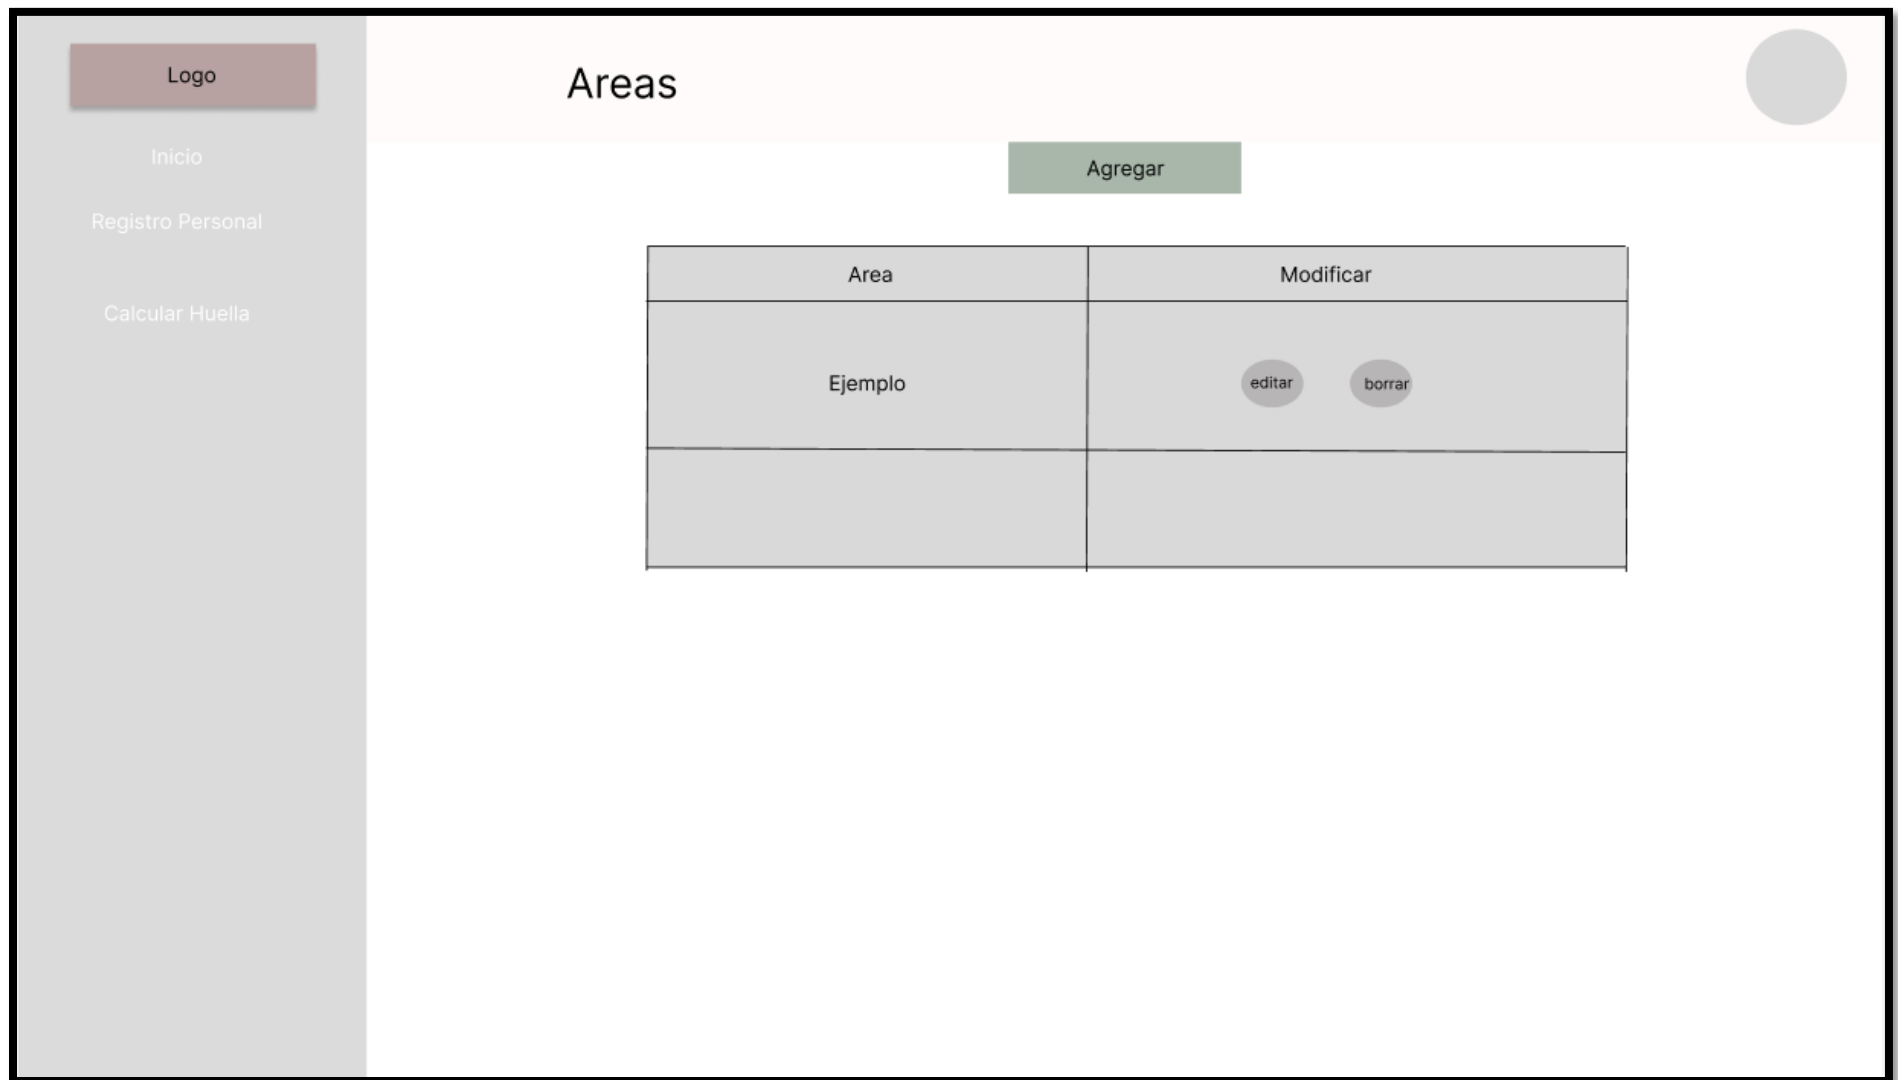 Logo
Inicio
Registro Personal
Calcular Huella
Areas
Agregar
Area
Modificar
Ejemplo
editar
borrar